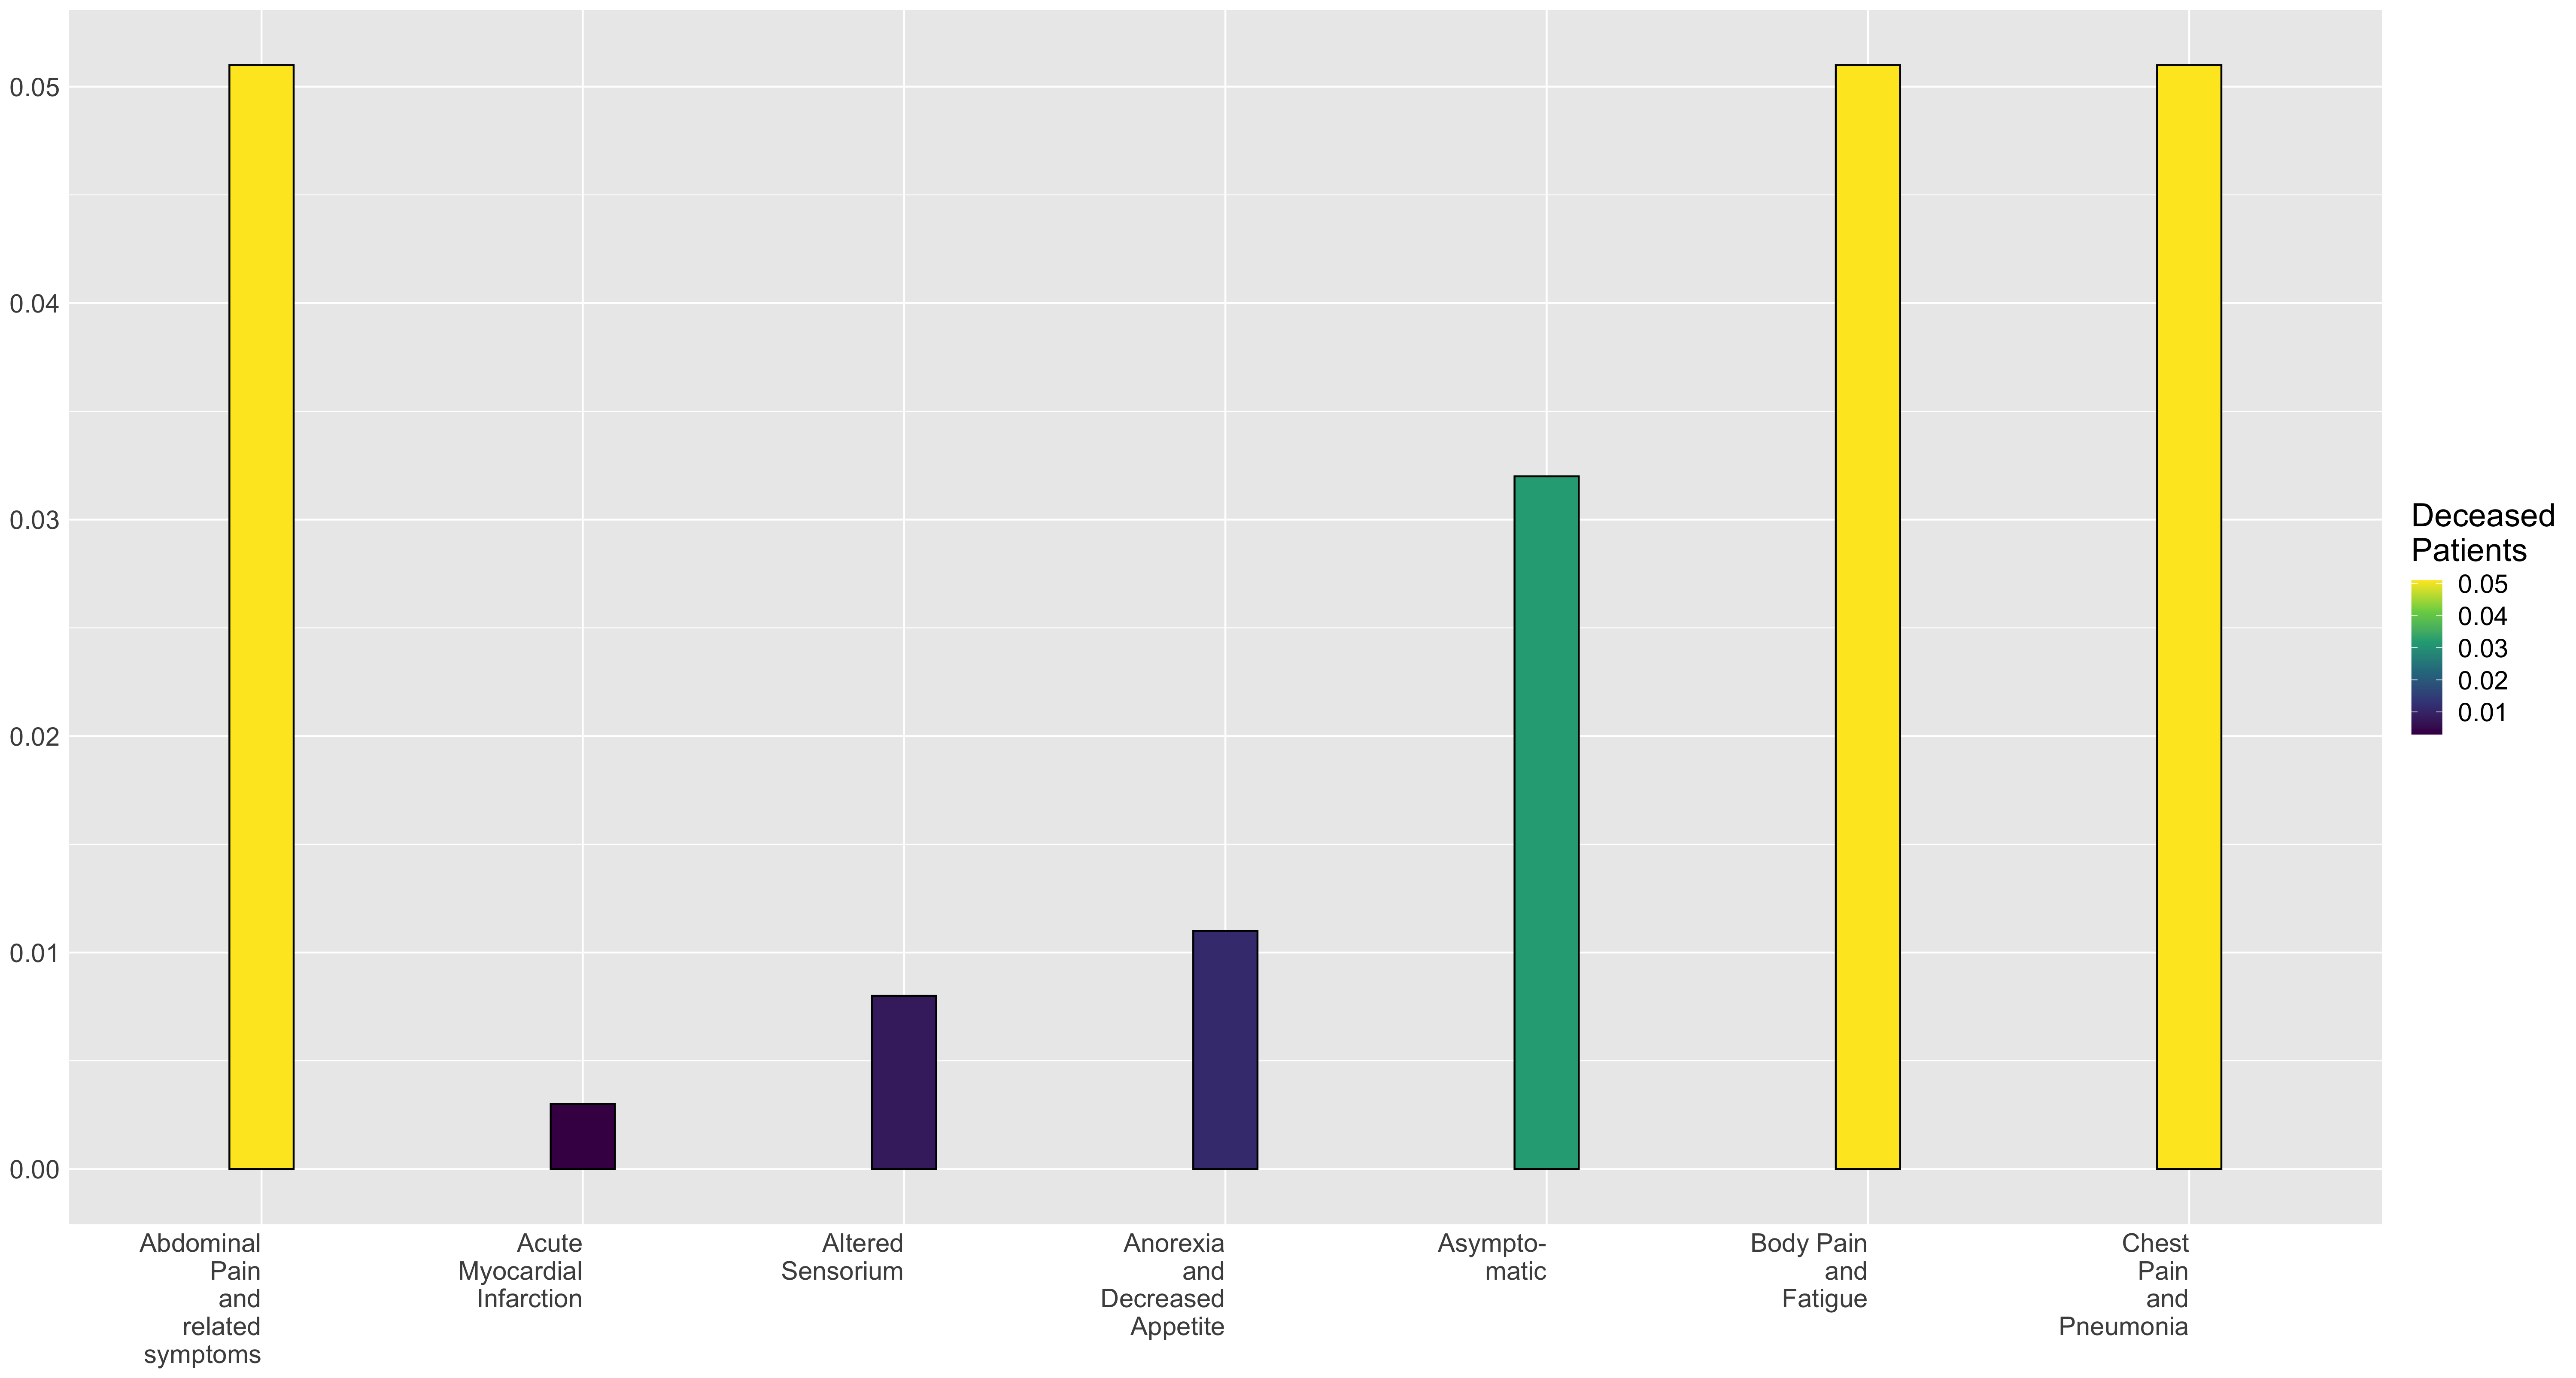 0.05
0.04
0.03
0.02
0.01
0.00
Abdominal
Pain
and
related
symptoms
Acute
Myocardial
Infarction
Altered
Sensorium
Anorexia
and
Decreased
Appetite
Asympto-
matic
Body Pain
and
Fatigue
Chest
Pain
and
Pneumonia
Deceased
Patients
0.05
0.04
0.03
0.02
0.01